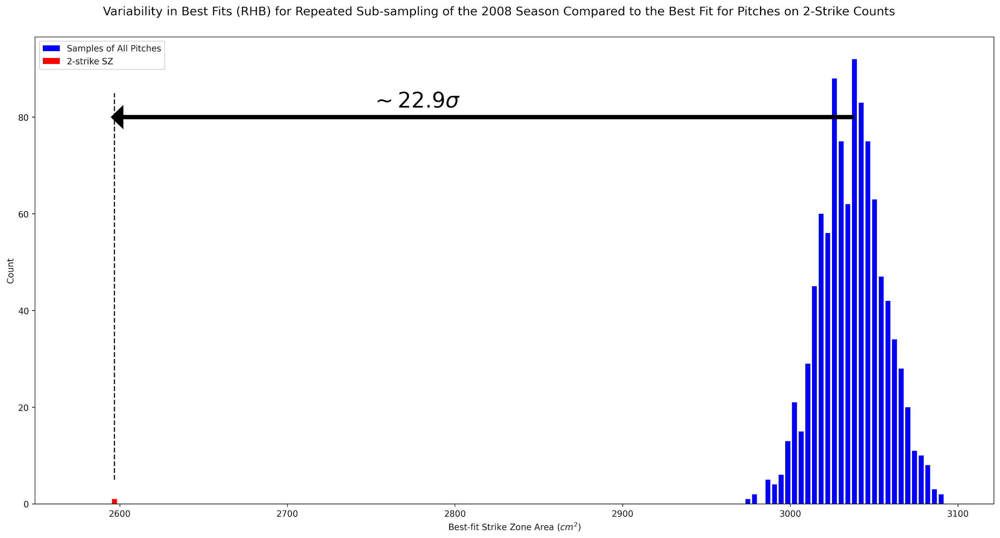 Variability in Best Fits (RHB) for Repeated Sub-sampling of the 2008 Season Compared to the Best Fit for Pitches on 2-Strike Counts
Samples of All Pitches
2-strike SZ
~ 22.9σ
80
60
40
20
0
Count
2600 2700 2800 2900 3000 3100
Best-fit Strike Zone Area (cm²)